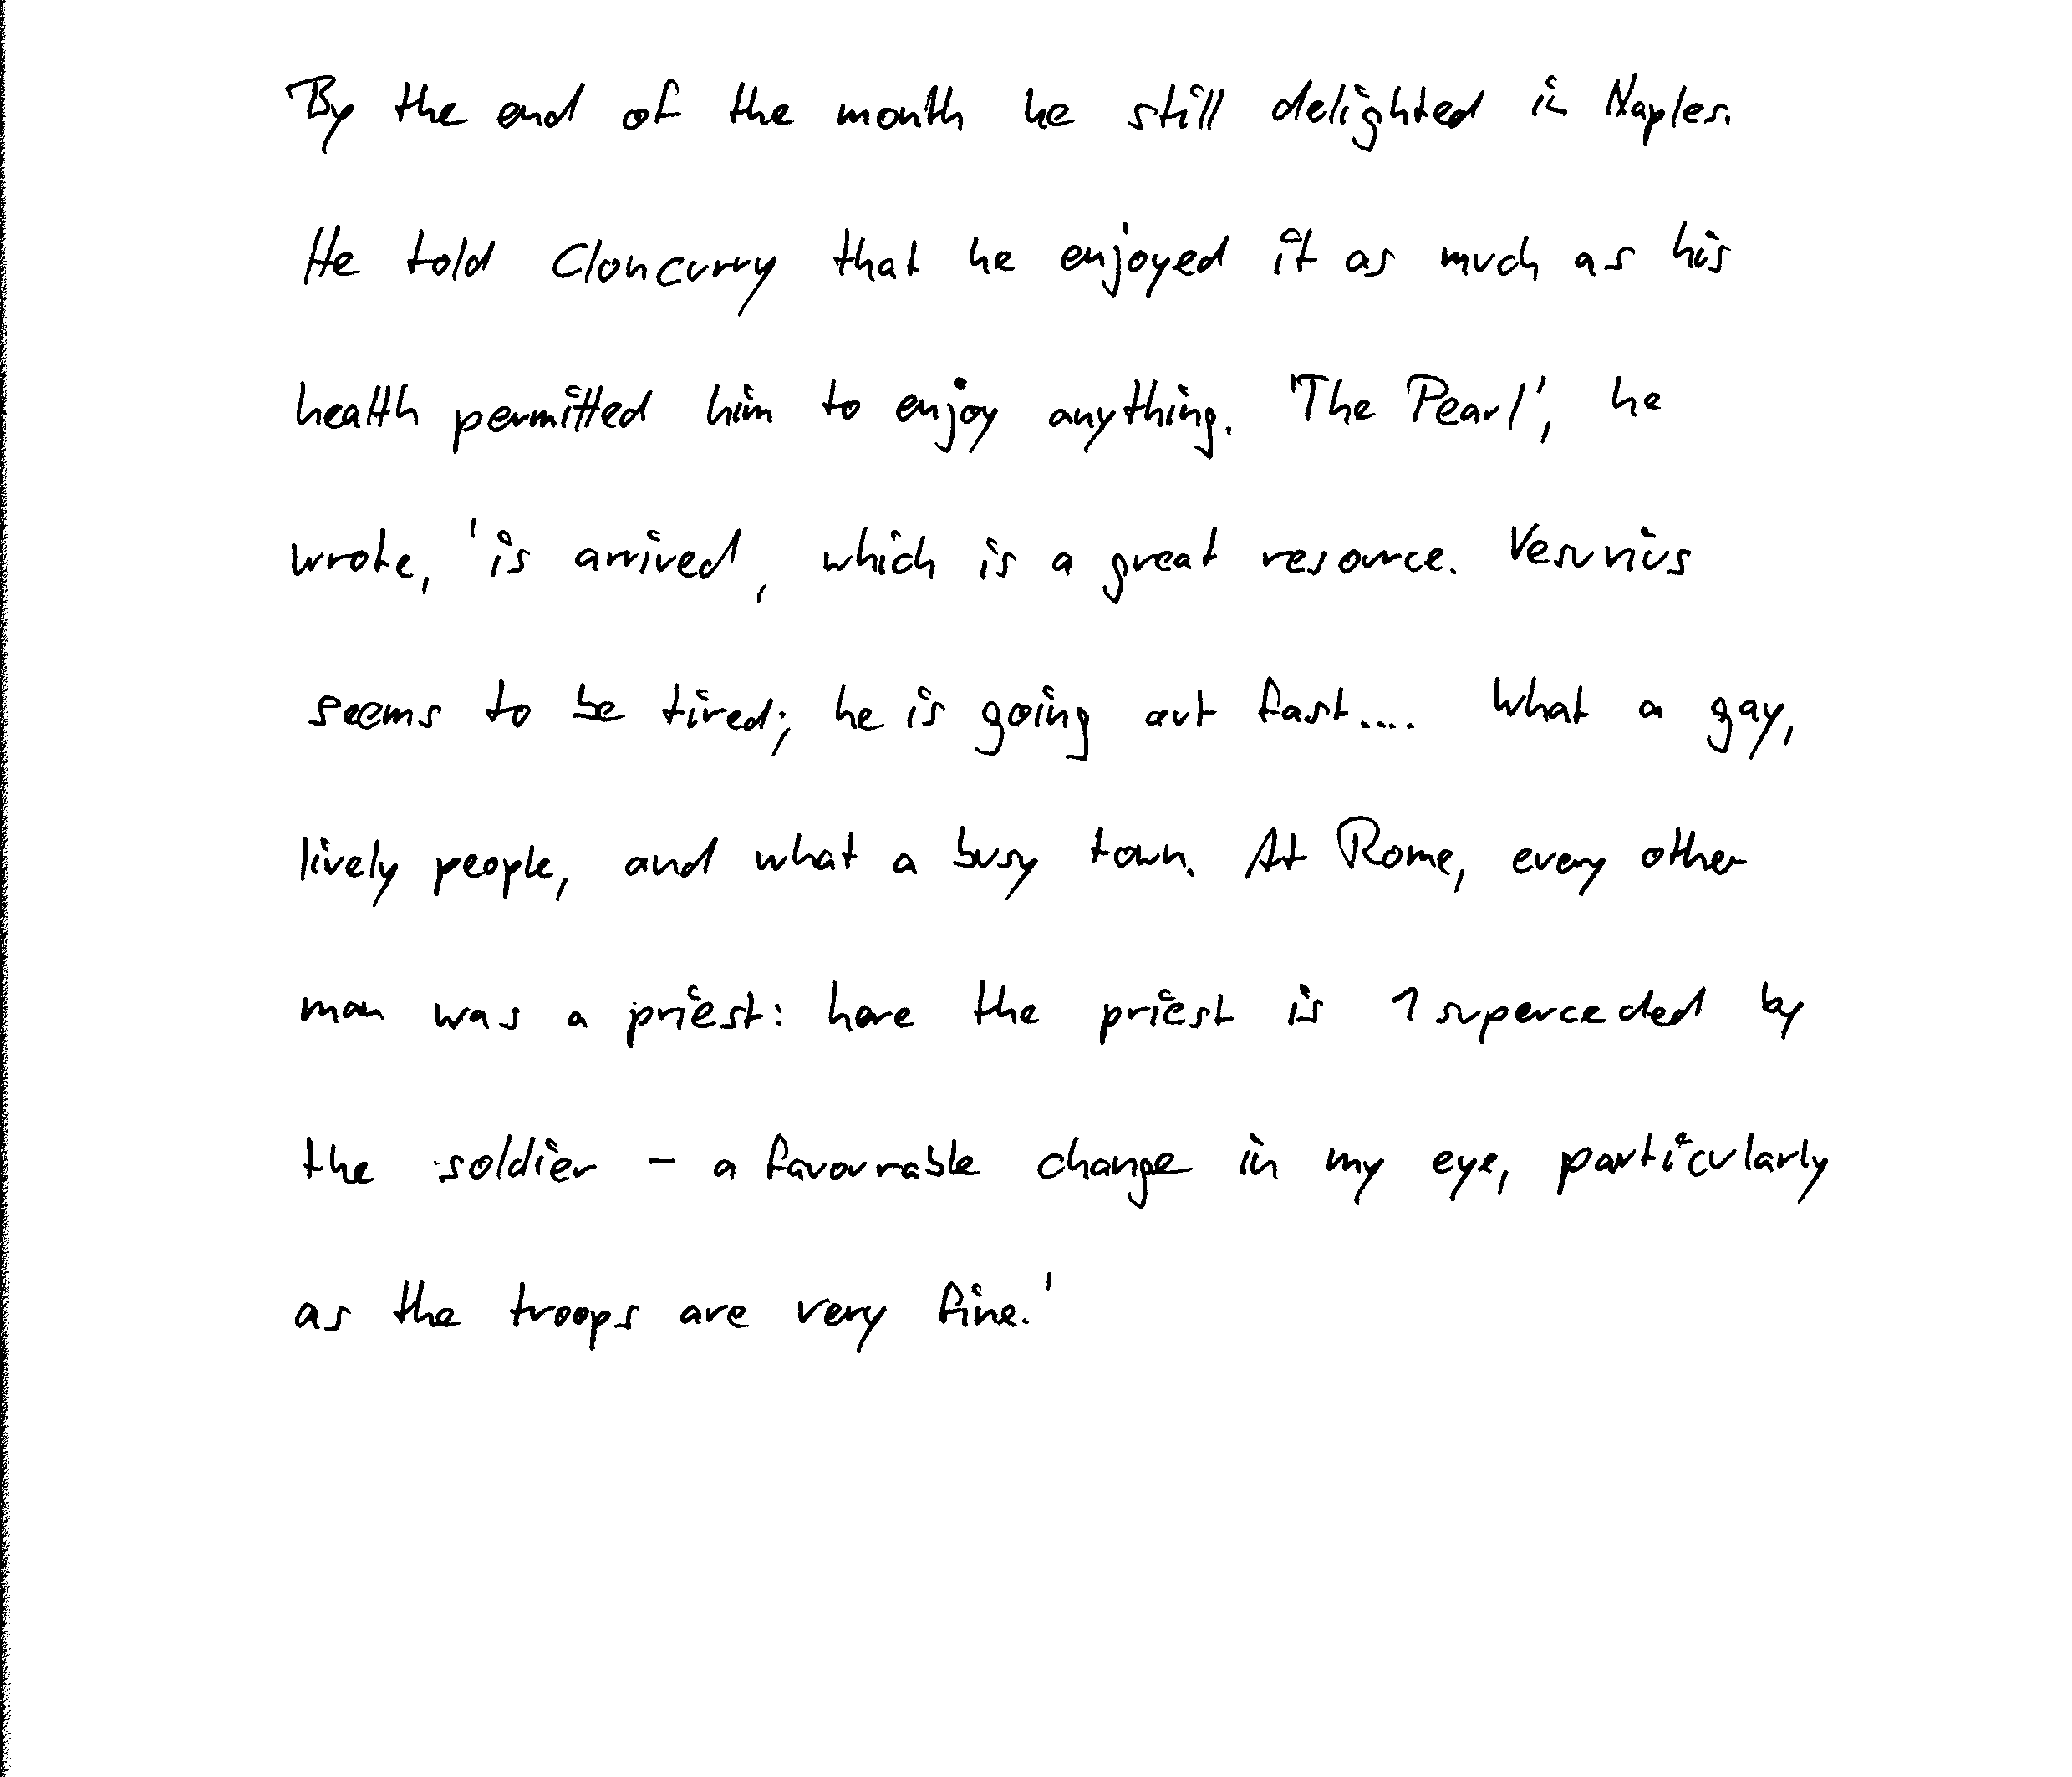 By the end of the month he still delighted in Naples.
He told Cloncurry that he enjoyed it as much as his
health permitted him to enjoy anything. 'The Pearl', he
wrote, 'is arrived, which is a great resource. Vesuvius
seems to be tired; he is going out fast.... What a gay,
lively people, and what a busy town. At Rome, every other
man was a priest: here the priest is 1 superceded by
the soldier - a favourable change in my eye, particularly
as the troops are very fine.'